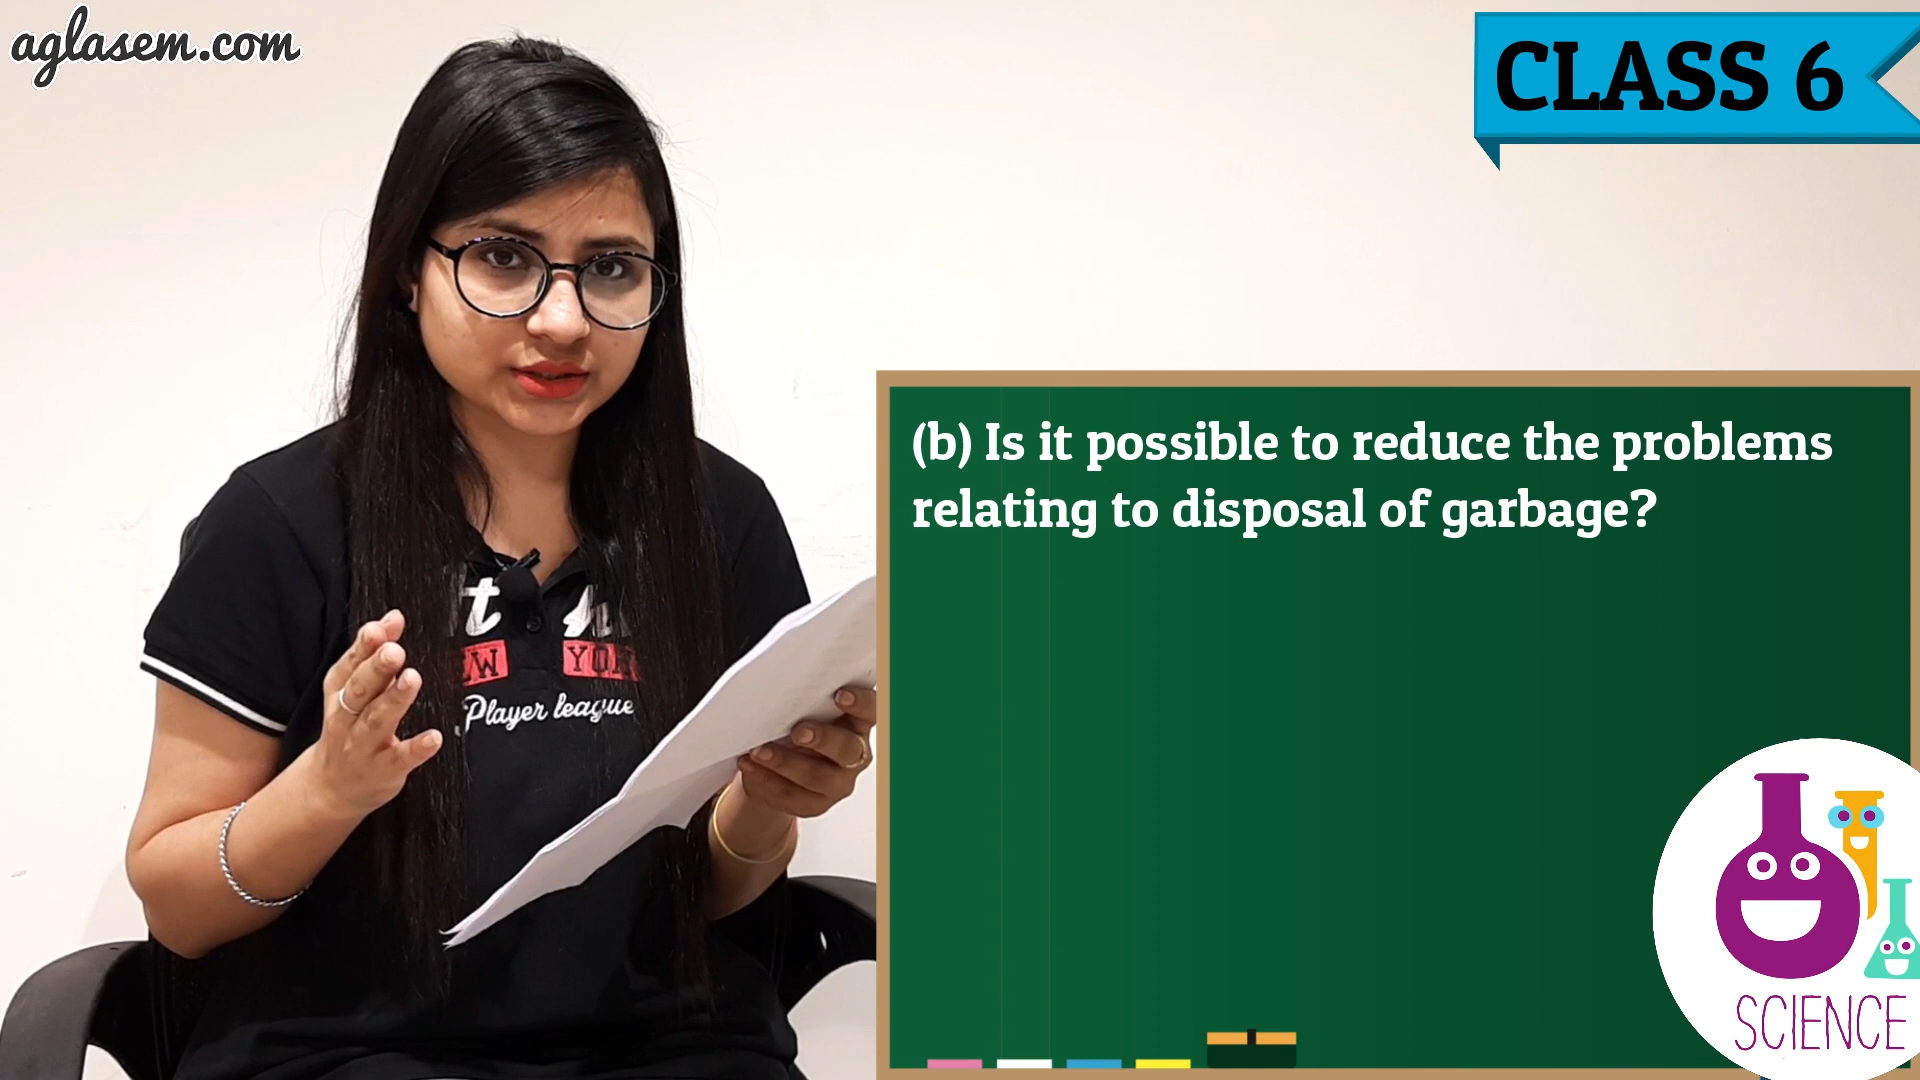 aglasem.com
CLASS 6
(b) Is it possible to reduce the problems
relating to disposal of garbage?
t
YOR
Player league
SCIENCE